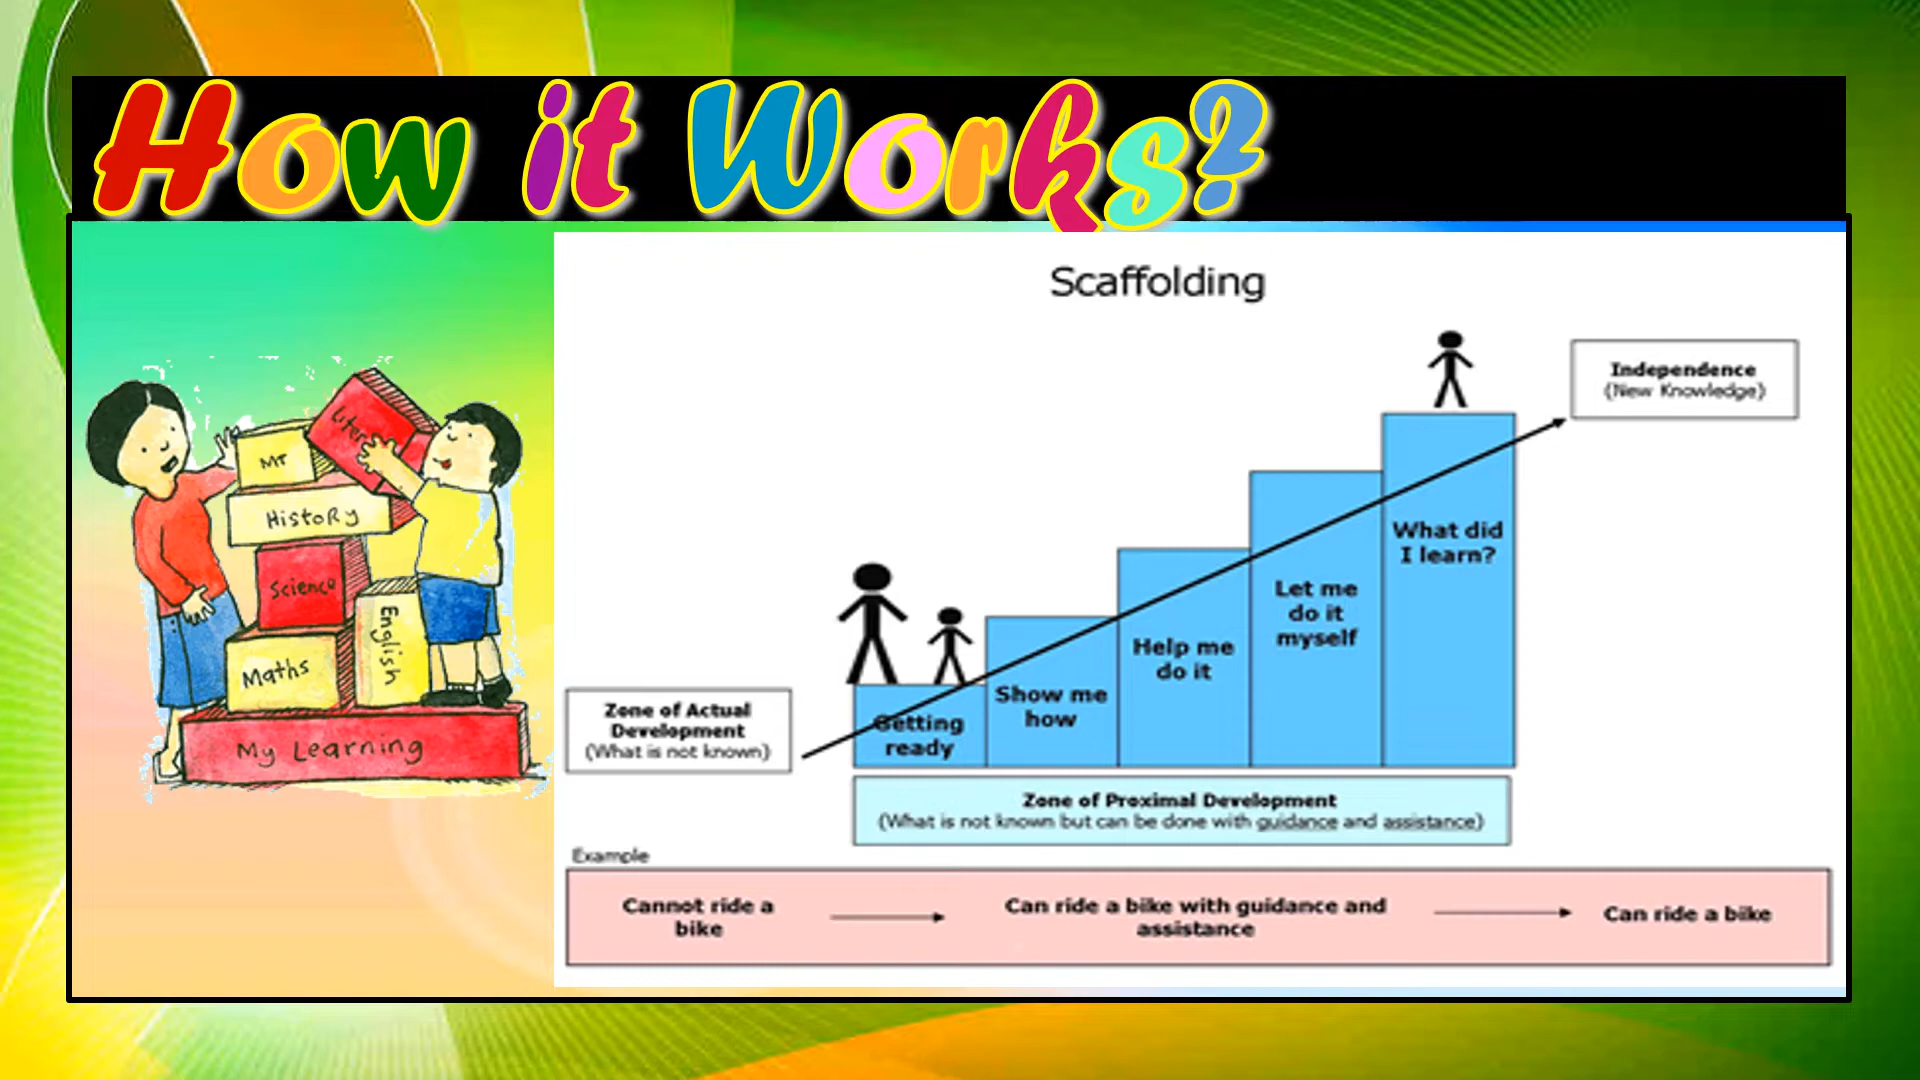 How it Works?
Scaffolding
Independence
(New Knowledge)
What did
I learn?
Let me
do it
myself
Help me
do it
Show me
how
Getting
ready
Zone of Actual
Development
(What is not known)
Zone of Proximal Development
(What is not known but can be done with guidance and assistance)
Example
Cannot ride a
bike
Can ride a bike with guidance and
assistance
Can ride a bike
Liter
MT
HistoRy
Science
English
Maths
My Learning